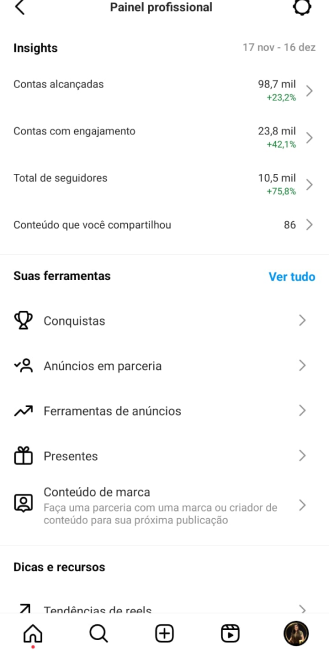 Painel profissional
Insights
17 nov - 16 dez
Contas alcançadas
98,7 mil
+23,2%
Contas com engajamento
23,8 mil
+42,1%
Total de seguidores
10,5 mil
+75,8%
Conteúdo que você compartilhou
86
Suas ferramentas
Ver tudo
Conquistas
Anúncios em parceria
Ferramentas de anúncios
Presentes
Conteúdo de marca
Faça uma parceria com uma marca ou criador de
conteúdo para sua próxima publicação
Dicas e recursos
Tendências de reels